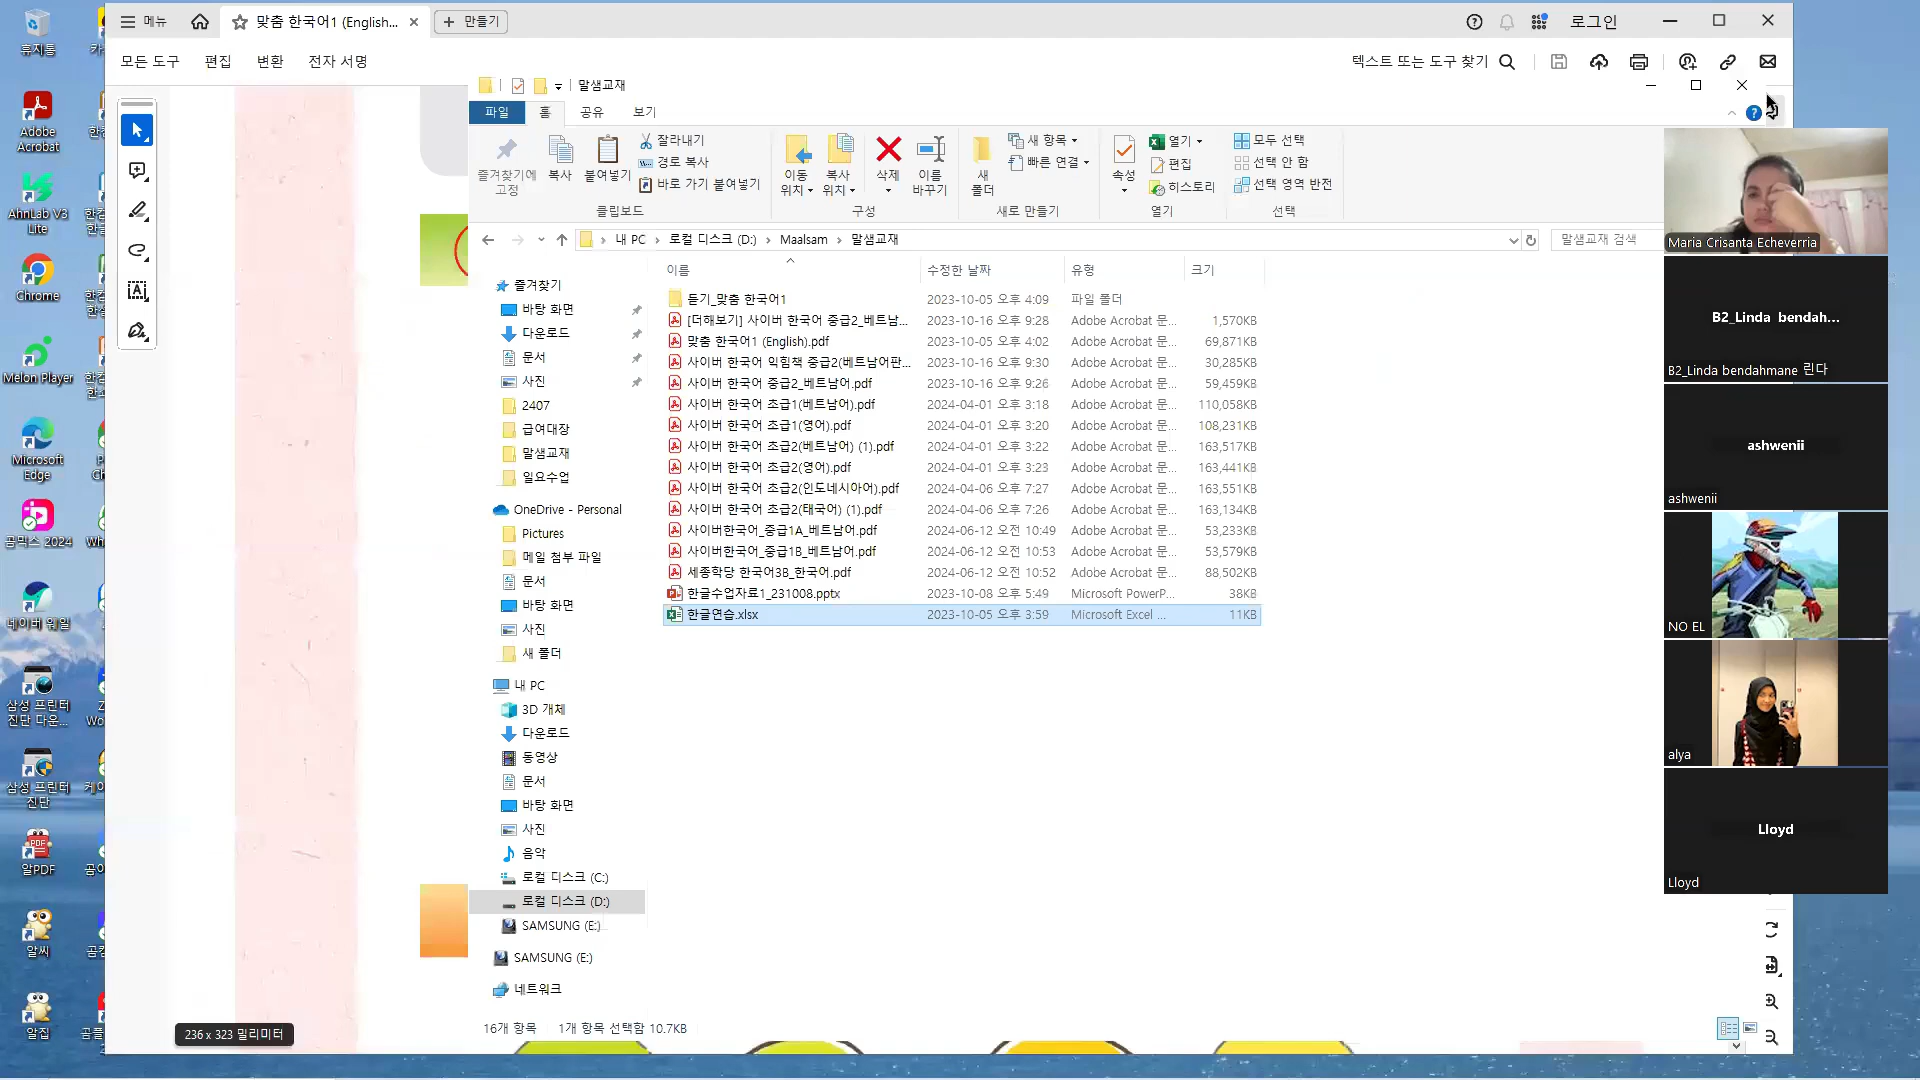 메뉴
맞춤 한국어1 (English...
만들기
로그인
모든 도구 편집 변환 전자 서명
텍스트 또는 도구 찾기
말샘교재
파일 홈 공유 보기
즐겨찾기에 고정
복사
붙여넣기
잘라내기
경로 복사
바로 가기 붙여넣기
클립보드
이동 위치
복사 위치
삭제
이름 바꾸기
구성
새 폴더
새 항목
빠른 연결
새로 만들기
속성
열기
편집
히스토리
열기
모두 선택
선택 안 함
선택 영역 반전
선택
내 PC › 로컬 디스크 (D:) › Maalsam › 말샘교재
말샘교재 검색
이름 수정한 날짜 유형 크기
듣기_맞춤 한국어1 2023-10-05 오후 4:09 파일 폴더
[더해보기] 사이버 한국어 중급2_베트남... 2023-10-16 오후 9:28 Adobe Acrobat 문... 1,570KB
맞춤 한국어1 (English).pdf 2023-10-05 오후 4:02 Adobe Acrobat 문... 69,871KB
사이버 한국어 익힘책 중급2(베트남어판... 2023-10-16 오후 9:30 Adobe Acrobat 문... 30,285KB
사이버 한국어 중급2_베트남어.pdf 2023-10-16 오후 9:26 Adobe Acrobat 문... 59,459KB
사이버 한국어 초급1(베트남어).pdf 2024-04-01 오후 3:18 Adobe Acrobat 문... 110,058KB
사이버 한국어 초급1(영어).pdf 2024-04-01 오후 3:20 Adobe Acrobat 문... 108,231KB
사이버 한국어 초급2(베트남어) (1).pdf 2024-04-01 오후 3:22 Adobe Acrobat 문... 163,517KB
사이버 한국어 초급2(영어).pdf 2024-04-01 오후 3:23 Adobe Acrobat 문... 163,441KB
사이버 한국어 초급2(인도네시아어).pdf 2024-04-06 오후 7:27 Adobe Acrobat 문... 163,551KB
사이버 한국어 초급2(태국어) (1).pdf 2024-04-06 오후 7:26 Adobe Acrobat 문... 163,134KB
사이버한국어_중급1A_베트남어.pdf 2024-06-12 오전 10:49 Adobe Acrobat 문... 53,233KB
사이버한국어_중급1B_베트남어.pdf 2024-06-12 오전 10:53 Adobe Acrobat 문... 53,579KB
세종학당 한국어3B_한국어.pdf 2024-06-12 오전 10:52 Adobe Acrobat 문... 88,502KB
한글수업자료1_231008.pptx 2023-10-08 오후 5:49 Microsoft PowerP... 38KB
한글연습.xlsx 2023-10-05 오후 3:59 Microsoft Excel ... 11KB
즐겨찾기
바탕 화면
다운로드
문서
사진
2407
급여대장
말샘교재
일요수업
OneDrive - Personal
Pictures
메일 첨부 파일
문서
바탕 화면
사진
새 폴더
내 PC
3D 개체
다운로드
동영상
문서
바탕 화면
사진
음악
로컬 디스크 (C:)
로컬 디스크 (D:)
SAMSUNG (E:)
SAMSUNG (E:)
네트워크
16개 항목 1개 항목 선택함 10.7KB
236 x 323 밀리미터
휴지통
Adobe Acrobat
AhnLab V3 Lite
Chrome
Melon Player
Microsoft Edge
곰믹스 2024
네이버 웨일
삼성 프린터 진단 다운...
삼성 프린터 진단
알PDF
알씨
알집
Maria Crisanta Echeverria
B2_Linda bendah...
B2_Linda bendahmane 린다
ashwenii
ashwenii
NO EL
alya
Lloyd
Lloyd